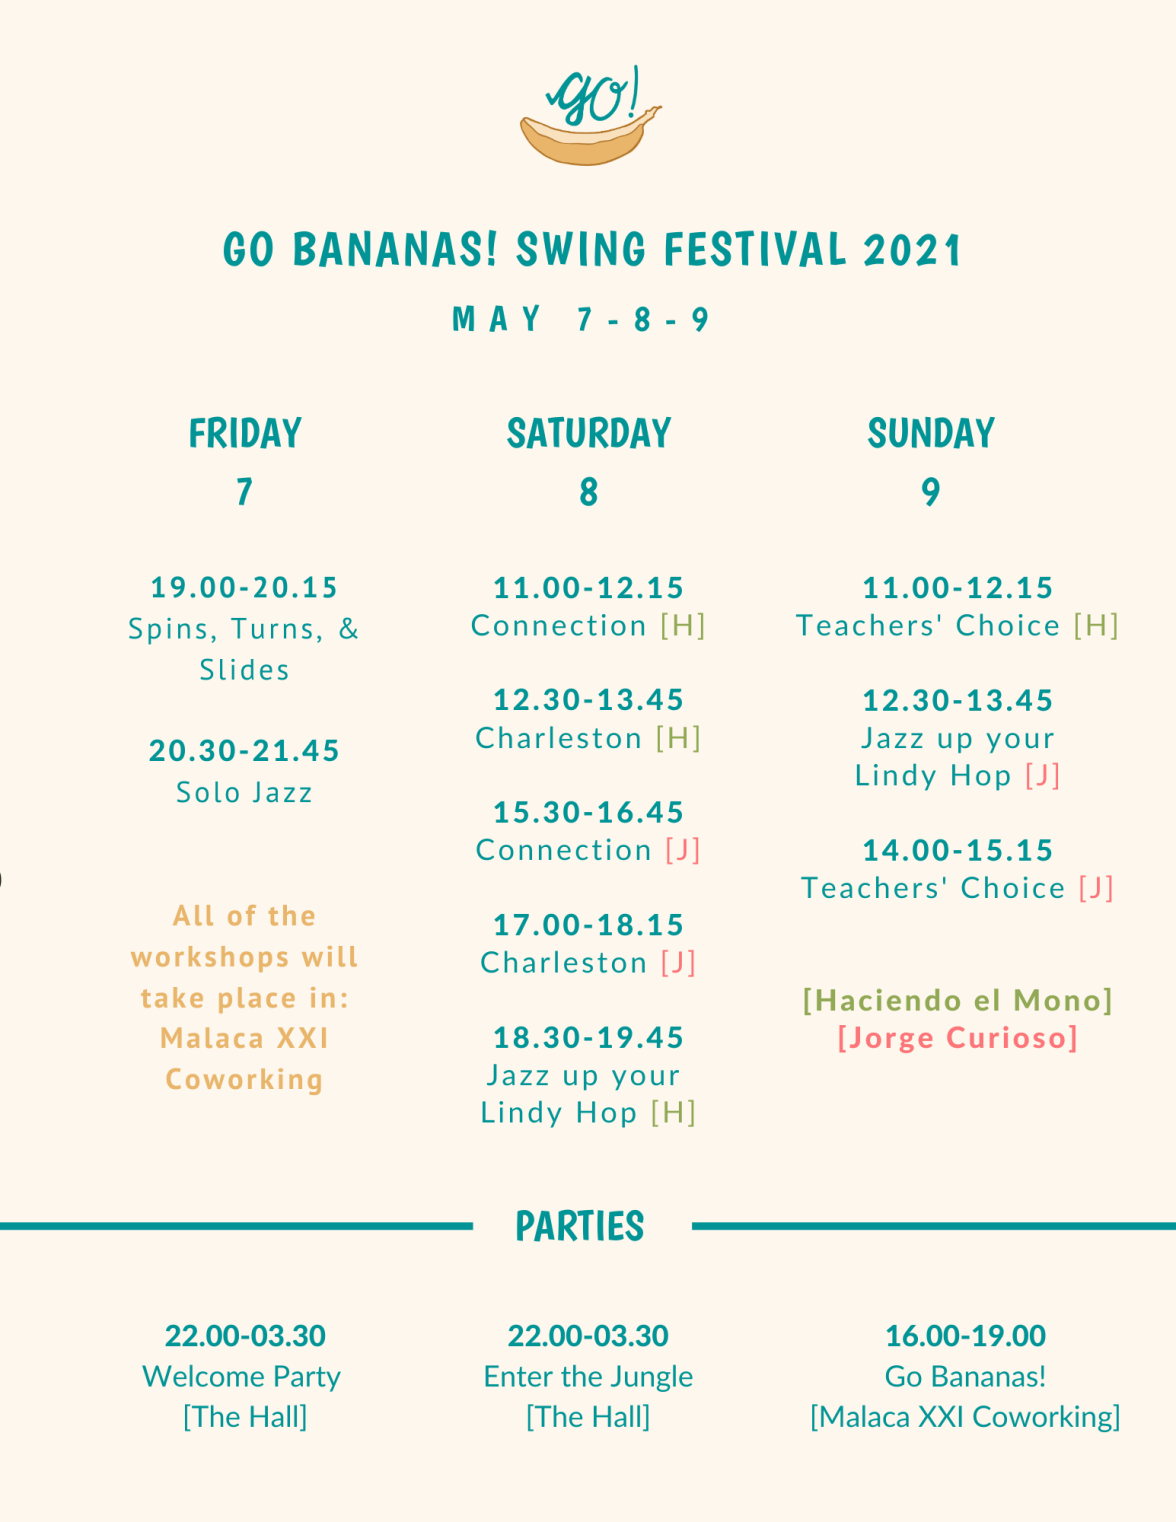 go!
GO BANANAS! SWING FESTIVAL 2021
MAY 7-8-9
FRIDAY
7
19.00-20.15
Spins, Turns, &
Slides
20.30-21.45
Solo Jazz
All of the
workshops will
take place in:
Malaca XXI
Coworking
SATURDAY
8
11.00-12.15
Connection [H]
12.30-13.45
Charleston [H]
15.30-16.45
Connection [J]
17.00-18.15
Charleston [J]
18.30-19.45
Jazz up your
Lindy Hop [H]
SUNDAY
9
11.00-12.15
Teachers' Choice [H]
12.30-13.45
Jazz up your
Lindy Hop [J]
14.00-15.15
Teachers' Choice [J]
[Haciendo el Mono]
[Jorge Curioso]
PARTIES
22.00-03.30
Welcome Party
[The Hall]
22.00-03.30
Enter the Jungle
[The Hall]
16.00-19.00
Go Bananas!
[Malaca XXI Coworking]